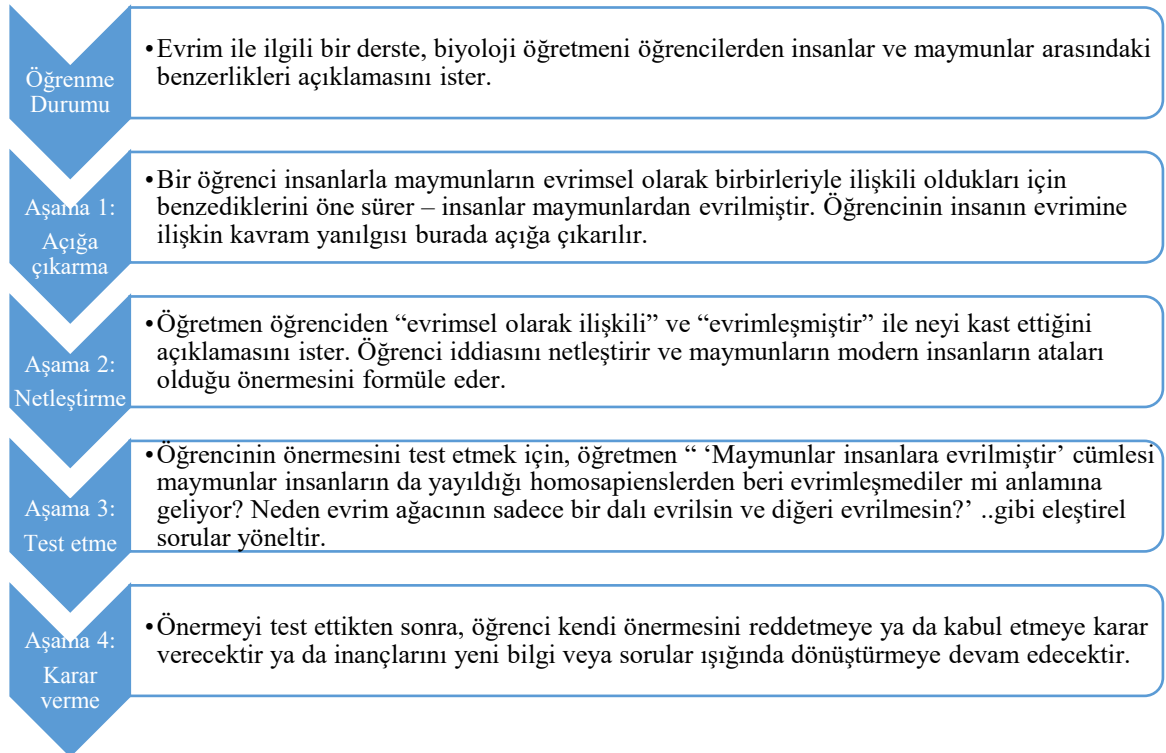 Öğrenme
Durumu
•Evrim ile ilgili bir derste, biyoloji öğretmeni öğrencilerden insanlar ve maymunlar arasındaki
benzerlikleri açıklamasını ister.
Aşama 1:
Açığa
çıkarma
•Bir öğrenci insanlarla maymunların evrimsel olarak birbirleriyle ilişkili oldukları için
benzediklerini öne sürer – insanlar maymunlardan evrilmiştir. Öğrencinin insanın evrimine
ilişkin kavram yanılgısı burada açığa çıkarılır.
Aşama 2:
Netleştirme
•Öğretmen öğrenciden “evrimsel olarak ilişkili” ve “evrimleşmiştir” ile neyi kast ettiğini
açıklamasını ister. Öğrenci iddiasını netleştirir ve maymunların modern insanların ataları
olduğu önermesini formüle eder.
Aşama 3:
Test etme
•Öğrencinin önermesini test etmek için, öğretmen “ ‘Maymunlar insanlara evrilmiştir’ cümlesi
maymunlar insanların da yayıldığı homosapienslerden beri evrimleşmediler mi anlamına
geliyor? Neden evrim ağacının sadece bir dalı evrilsin ve diğeri evrilmesin?’ ..gibi eleştirel
sorular yöneltir.
Aşama 4:
Karar
verme
•Önermeyi test ettikten sonra, öğrenci kendi önermesini reddetmeye ya da kabul etmeye karar
verecektir ya da inançlarını yeni bilgi veya sorular ışığında dönüştürmeye devam edecektir.